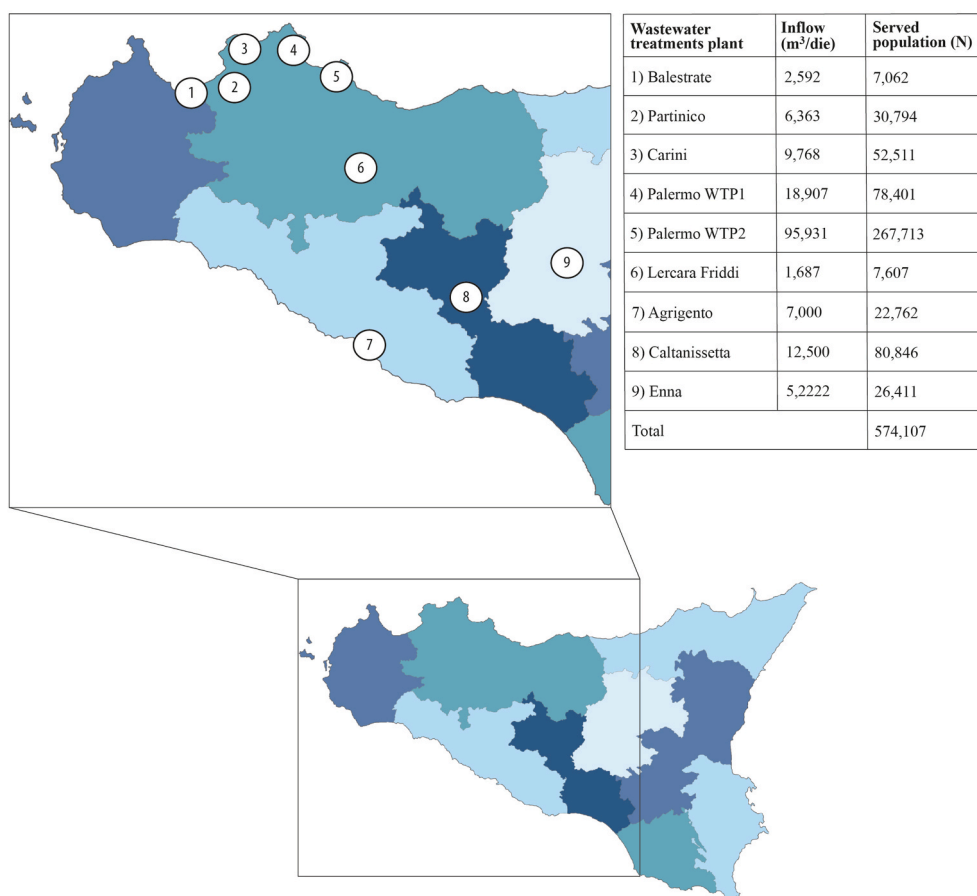 Wastewater treatments plant | Inflow (m³/die) | Served population (N)
1) Balestrate | 2,592 | 7,062
2) Partinico | 6,363 | 30,794
3) Carini | 9,768 | 52,511
4) Palermo WTP1 | 18,907 | 78,401
5) Palermo WTP2 | 95,931 | 267,713
6) Lercara Friddi | 1,687 | 7,607
7) Agrigento | 7,000 | 22,762
8) Caltanissetta | 12,500 | 80,846
9) Enna | 5,2222 | 26,411
Total | 574,107
3
4
5
2
1
6
9
8
7